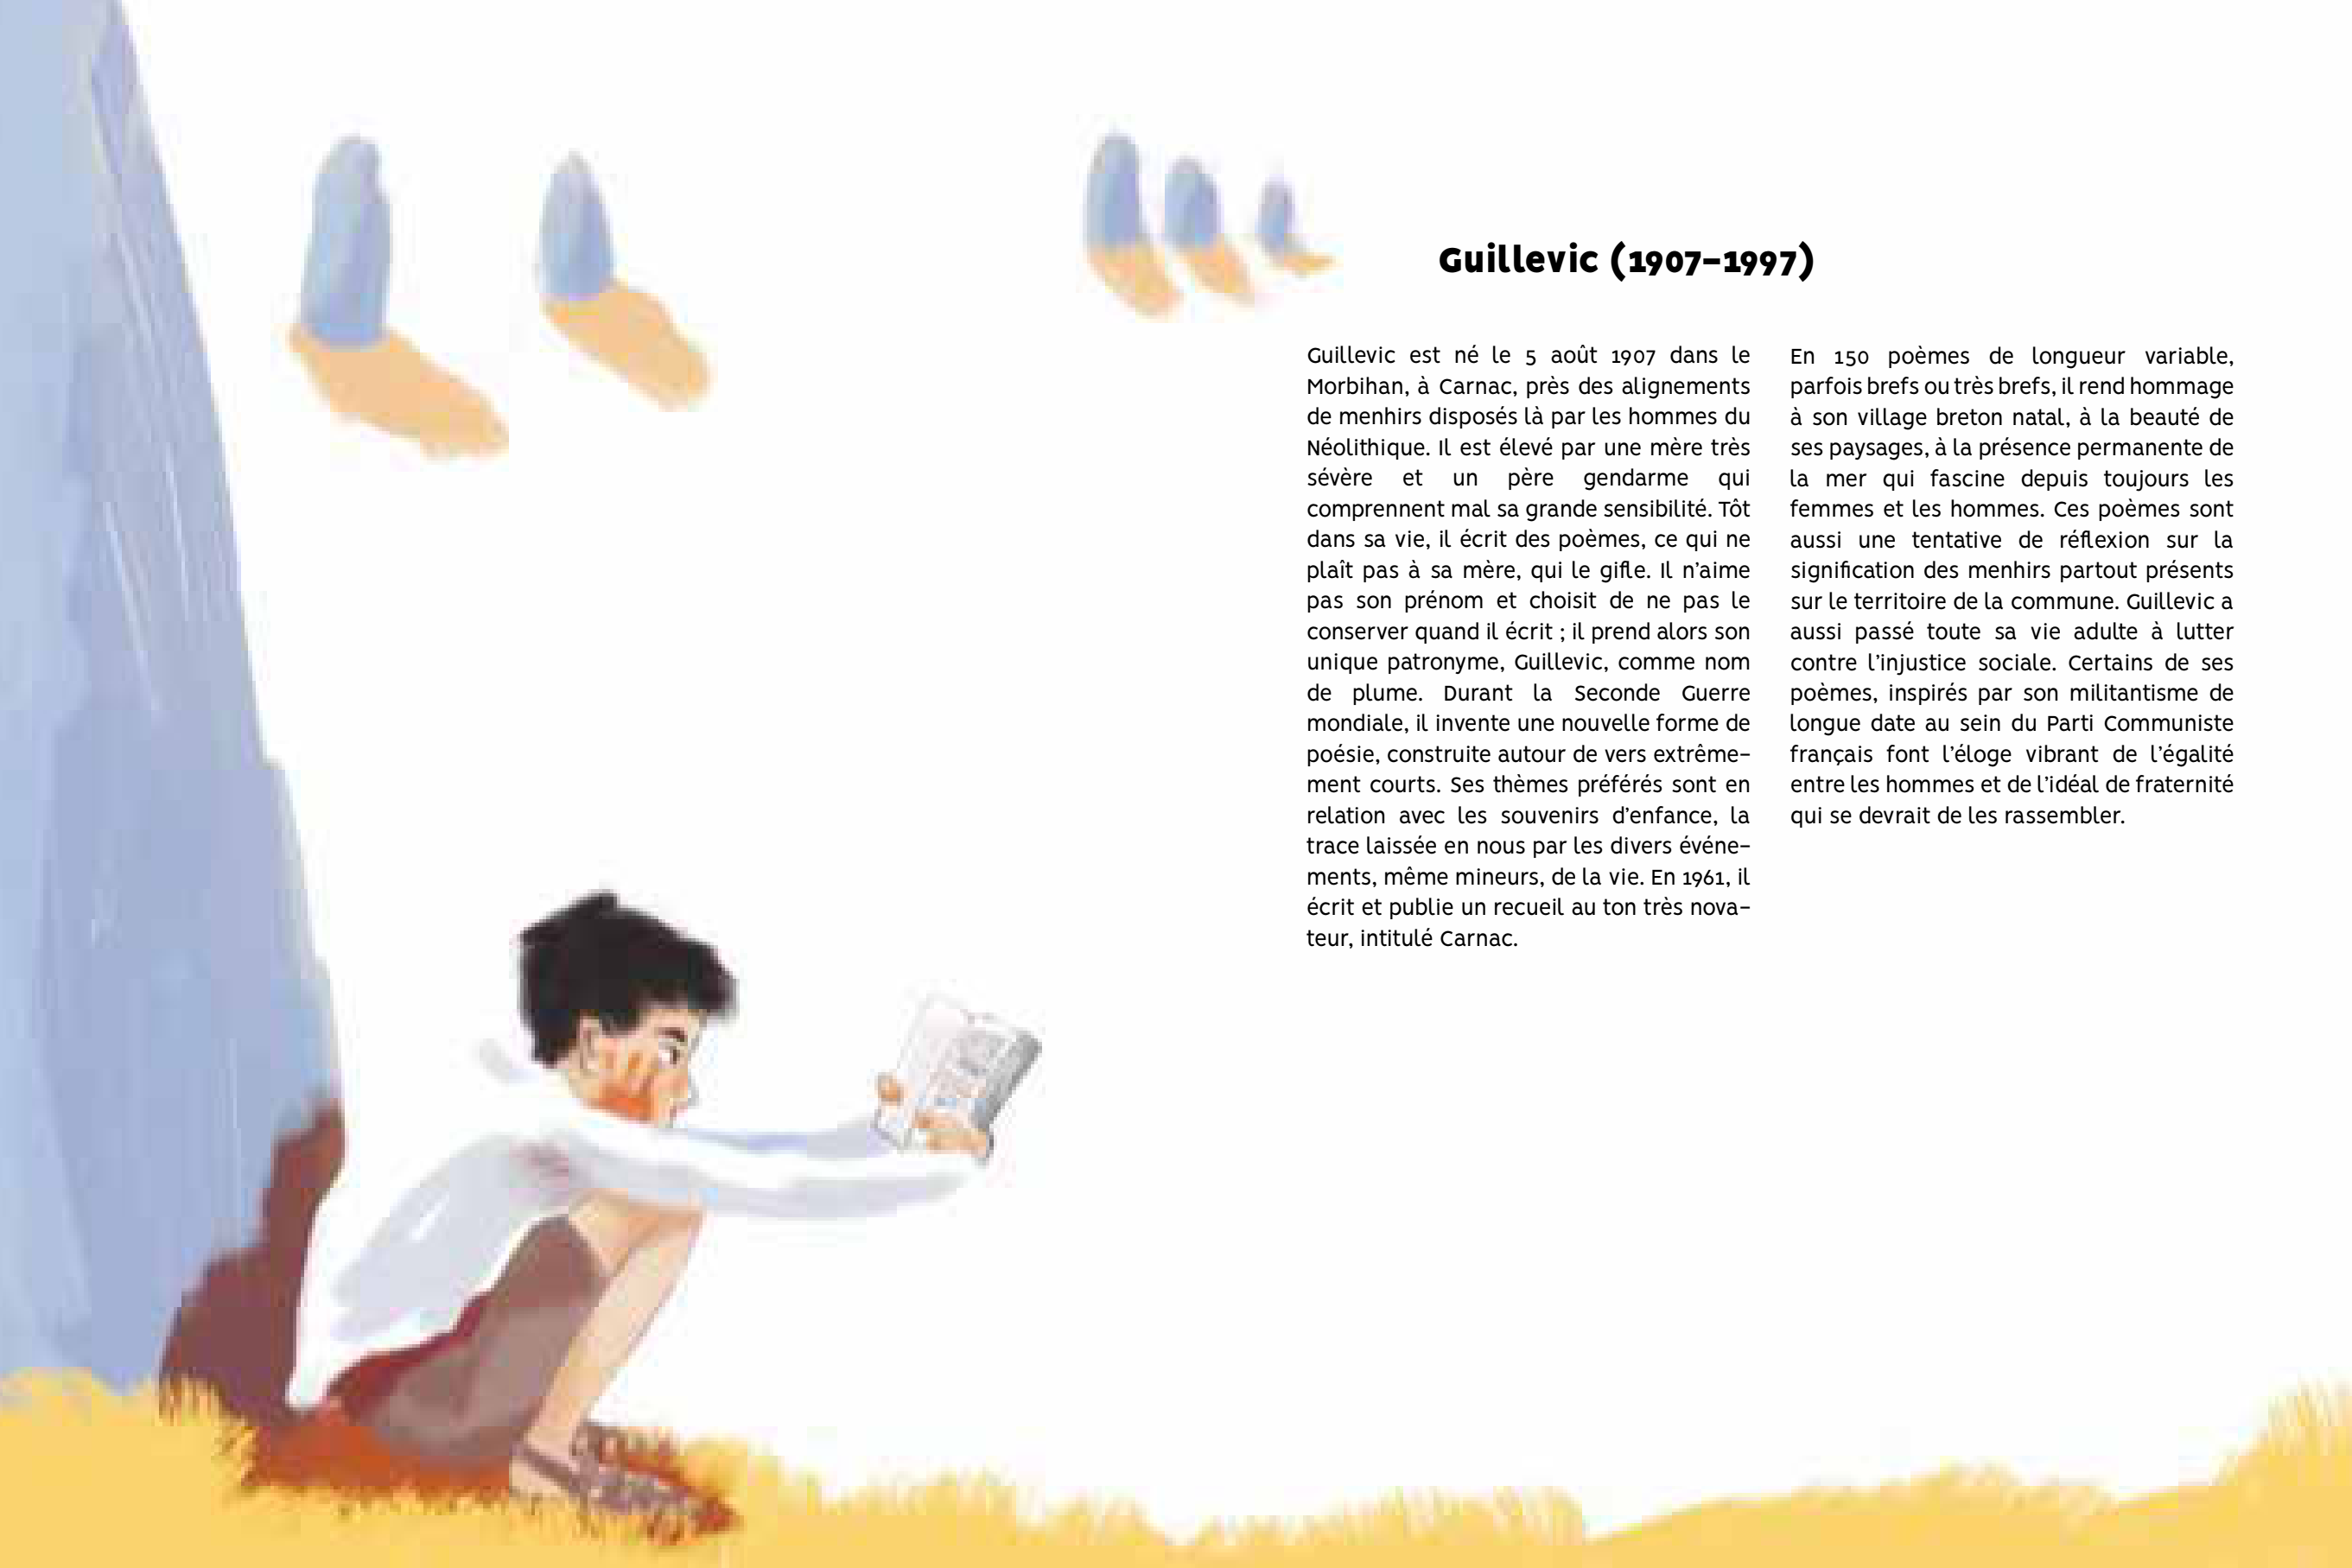 Guillevic (1907–1997)
Guillevic est né le 5 août 1907 dans le
Morbihan, à Carnac, près des alignements
de menhirs disposés là par les hommes du
Néolithique. Il est élevé par une mère très
sévère et un père gendarme qui
comprennent mal sa grande sensibilité. Tôt
dans sa vie, il écrit des poèmes, ce qui ne
plaît pas à sa mère, qui le gifle. Il n’aime
pas son prénom et choisit de ne pas le
conserver quand il écrit ; il prend alors son
unique patronyme, Guillevic, comme nom
de plume. Durant la Seconde Guerre
mondiale, il invente une nouvelle forme de
poésie, construite autour de vers extrême-
ment courts. Ses thèmes préférés sont en
relation avec les souvenirs d’enfance, la
trace laissée en nous par les divers événe-
ments, même mineurs, de la vie. En 1961, il
écrit et publie un recueil au ton très nova-
teur, intitulé Carnac.
En 150 poèmes de longueur variable,
parfois brefs ou très brefs, il rend hommage
à son village breton natal, à la beauté de
ses paysages, à la présence permanente de
la mer qui fascine depuis toujours les
femmes et les hommes. Ces poèmes sont
aussi une tentative de réflexion sur la
signification des menhirs partout présents
sur le territoire de la commune. Guillevic a
aussi passé toute sa vie adulte à lutter
contre l’injustice sociale. Certains de ses
poèmes, inspirés par son militantisme de
longue date au sein du Parti Communiste
français font l’éloge vibrant de l’égalité
entre les hommes et de l’idéal de fraternité
qui se devrait de les rassembler.